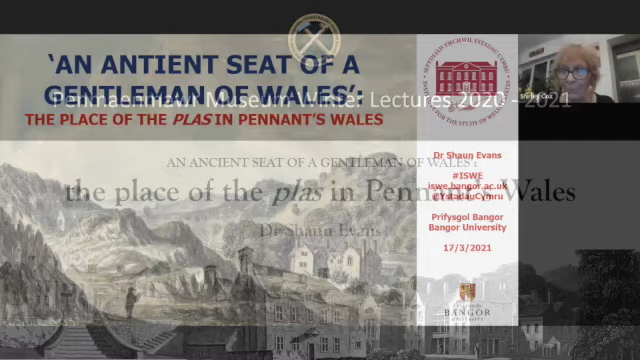 'AN ANTIENT SEAT OF A
GENTLEMAN OF WALES':
Penmaenmawr Museum Winter Lectures 2020 - 2021
THE PLACE OF THE PLAS IN PENNANT'S WALES
Shirley Cox
AN ANCIENT SEAT OF A GENTLEMAN OF WALES':
the place of the plas in Pennant's Wales
Dr Shaun Evans
Dr Shaun Evans
#ISWE
iswe.bangor.ac.uk
@YstadauCymru
Prifysgol Bangor
Bangor University
17/3/2021
BANGOR
UNIVERSITY